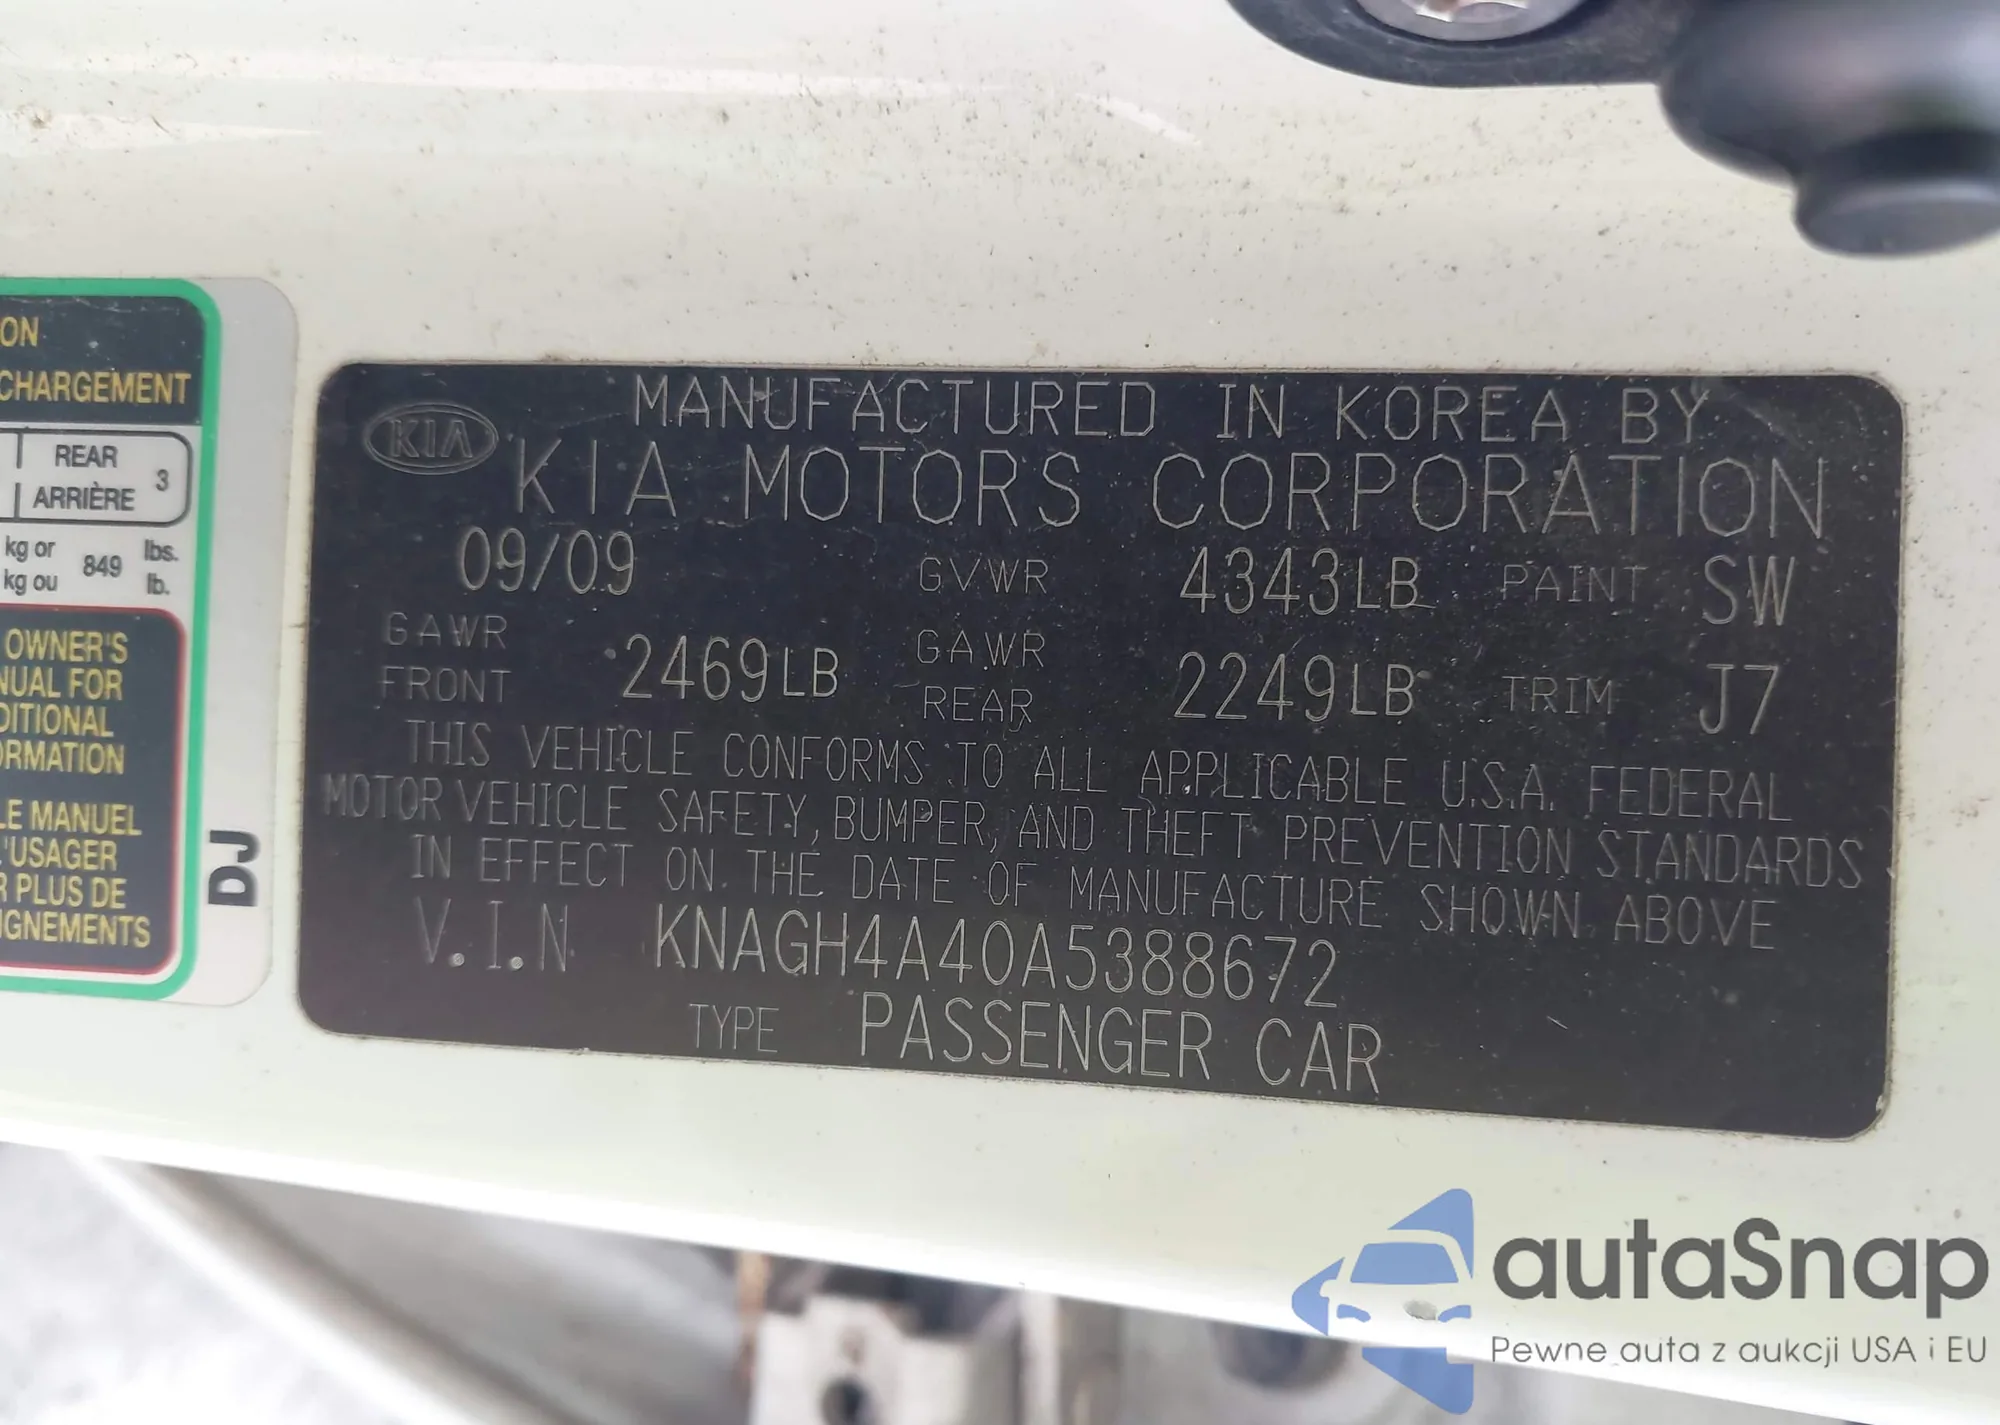 ON
CHARGEMENT
REAR
ARRIÈRE
3
kg or
kg ou
849
lbs.
lb.
OWNER'S
NUAL FOR
DITIONAL
ORMATION
LE MANUEL
L'USAGER
R PLUS DE
IGNEMENTS
DJ
KIA
MANUFACTURED IN KOREA BY
KIA MOTORS CORPORATION
09/09 GVWR 4343LB PAINT SW
GAWR FRONT 2469LB GAWR REAR 2249LB TRIM J7
THIS VEHICLE CONFORMS TO ALL APPLICABLE U.S.A. FEDERAL
MOTOR VEHICLE SAFETY, BUMPER, AND THEFT PREVENTION STANDARDS
IN EFFECT ON THE DATE OF MANUFACTURE SHOWN ABOVE
V.I.N KNAGH4A40A5388672
TYPE PASSENGER CAR
autaSnap
Pewne auta z aukcji USA i EU